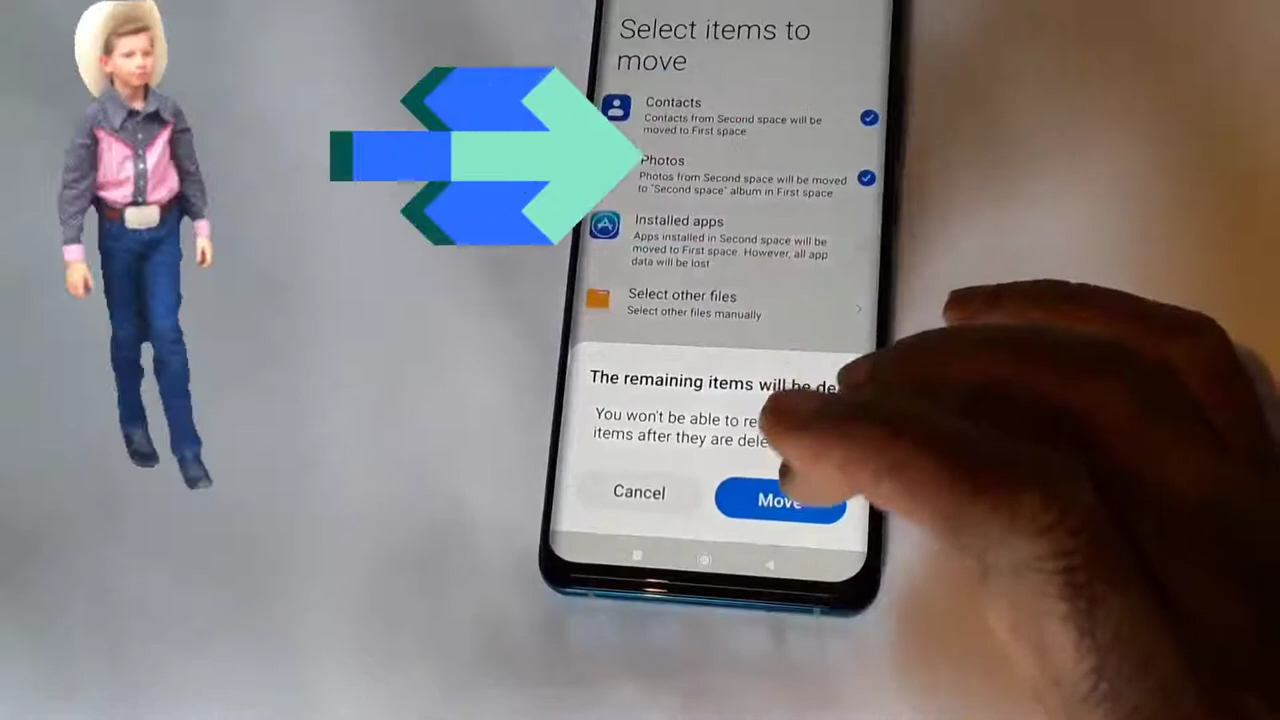 Select items to
move
Contacts
Contacts from Second space will be
moved to First space
Photos
Photos from Second space will be moved
to "Second space" album in First space
Installed apps
Apps installed in Second space will be
moved to First space. However, all app
data will be lost
Select other files
Select other files manually
The remaining items will be
You won't be able to
items after they are
Cancel
Move